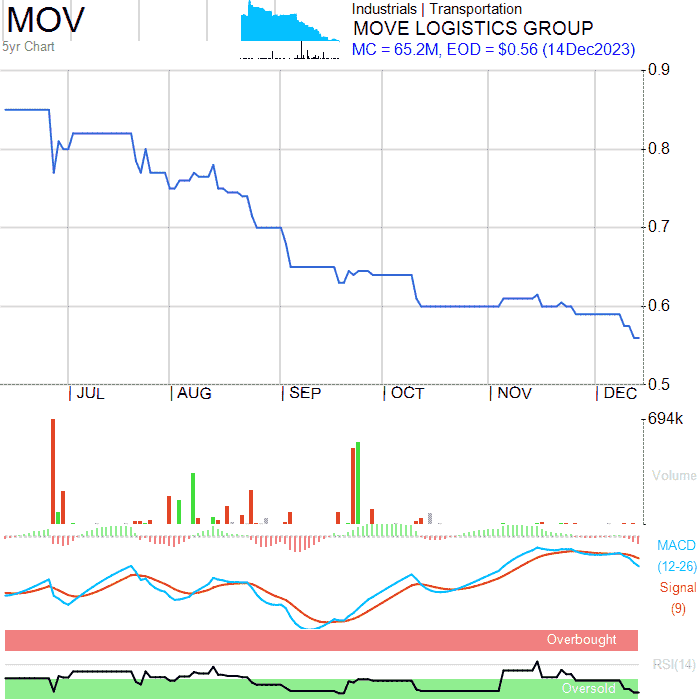 MOV
5yr Chart
Industrials | Transportation
MOVE LOGISTICS GROUP
MC = 65.2M, EOD = $0.56 (14Dec2023)
0.9
0.8
0.7
0.6
0.5
JUL AUG SEP OCT NOV DEC
694k
Volume
MACD
(12-26)
Signal
(9)
Overbought
RSI(14)
Oversold